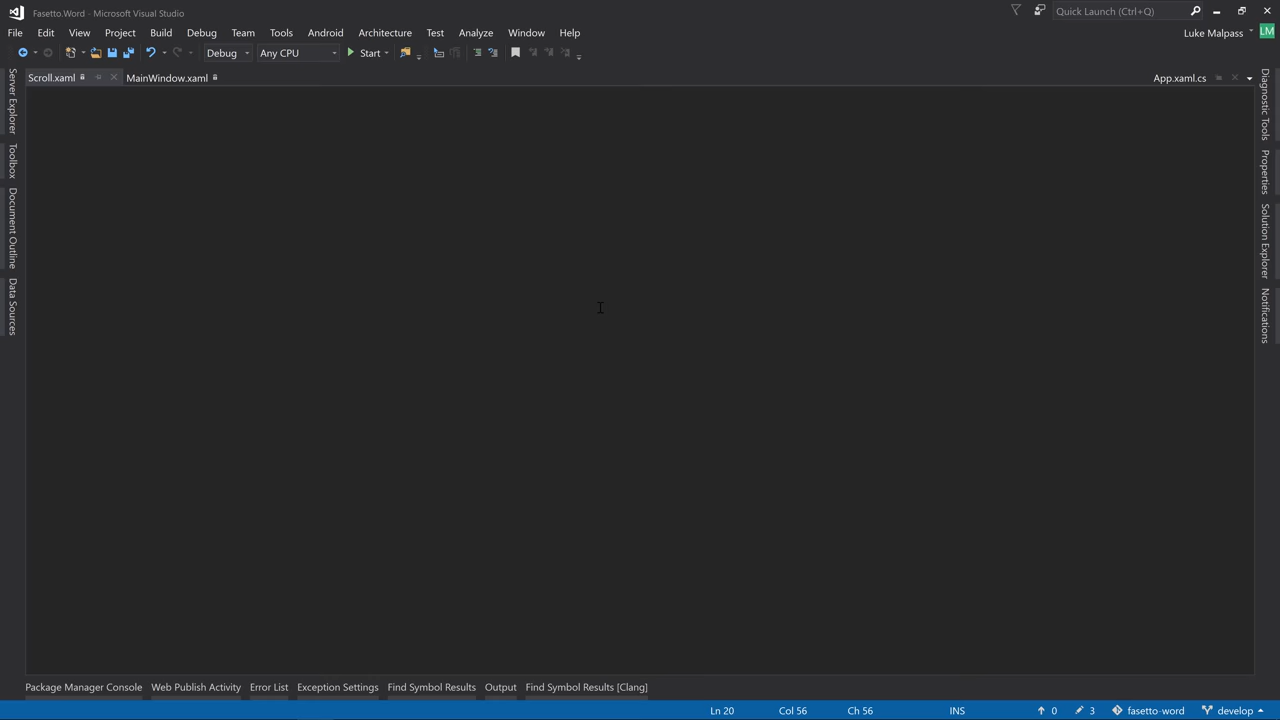 Fasetto.Word - Microsoft Visual Studio
Quick Launch (Ctrl+Q)
File Edit View Project Build Debug Team Tools Android Architecture Test Analyze Window Help
Luke Malpass LM
Debug Any CPU Start
Scroll.xaml MainWindow.xaml App.xaml.cs
Server Explorer
Toolbox
Document Outline
Data Sources
Diagnostic Tools
Properties
Solution Explorer
Notifications
Package Manager Console Web Publish Activity Error List Exception Settings Find Symbol Results Output Find Symbol Results [Clang]
Ln 20 Col 56 Ch 56 INS 0 3 fasetto-word develop